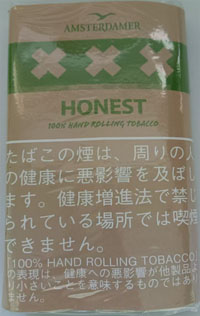 AMSTERDAMER
HONEST
100% HAND ROLLING TOBACCO
たばこの煙は、周りの人
の健康に悪影響を及ぼし
ます。健康増進法で禁じ
られている場所では喫煙
できません。
100% HAND ROLLING TOBACCO
の表現は、健康への悪影響が他製品よ
り小さいことを意味するものではあり
ません。